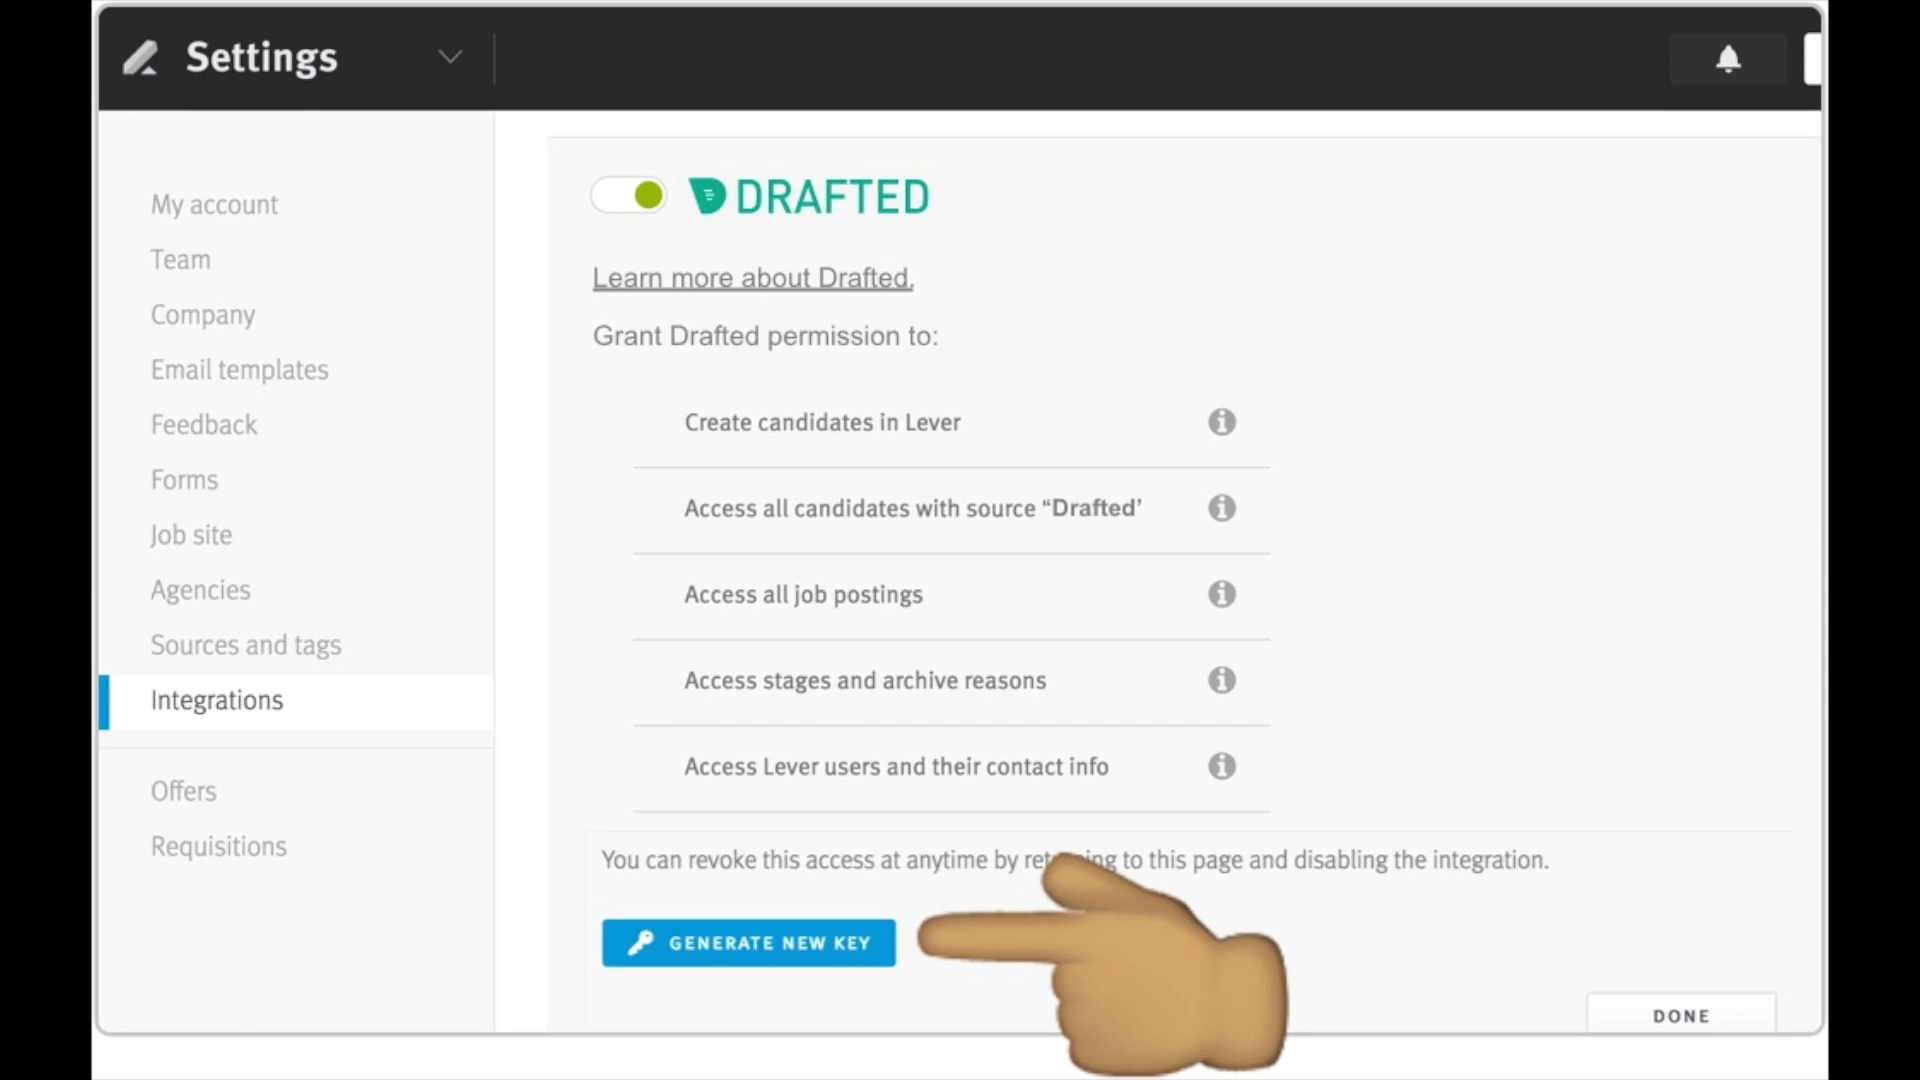 Settings
My account
Team
Company
Email templates
Feedback
Forms
Job site
Agencies
Sources and tags
Integrations
Offers
Requisitions
DRAFTED
Learn more about Drafted.
Grant Drafted permission to:
Create candidates in Lever
Access all candidates with source “Drafted’
Access all job postings
Access stages and archive reasons
Access Lever users and their contact info
You can revoke this access at anytime by to this page and disabling the integration.
GENERATE NEW KEY
DONE